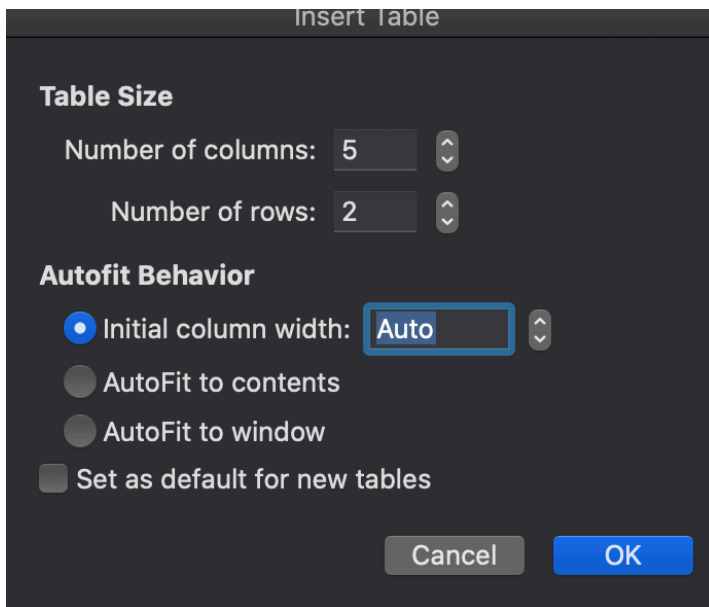 Insert Table
Table Size
Number of columns: 5
Number of rows: 2
Autofit Behavior
Initial column width: Auto
AutoFit to contents
AutoFit to window
Set as default for new tables
Cancel OK